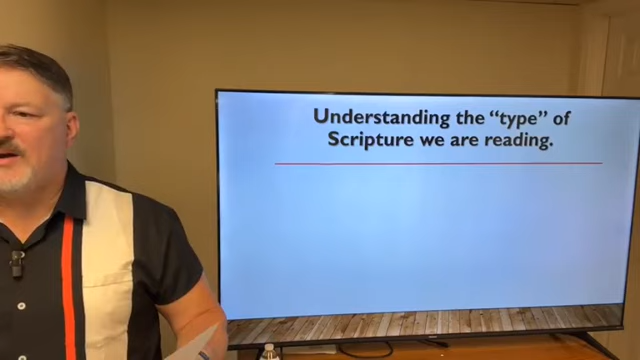 Understanding the “type” of
Scripture we are reading.